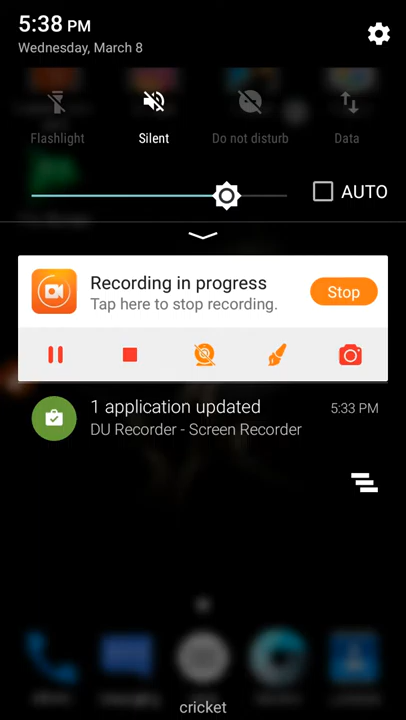 5:38 PM
Wednesday, March 8
Flashlight
Silent
Do not disturb
Data
AUTO
Recording in progress
Tap here to stop recording.
Stop
1 application updated
5:33 PM
DU Recorder - Screen Recorder
cricket